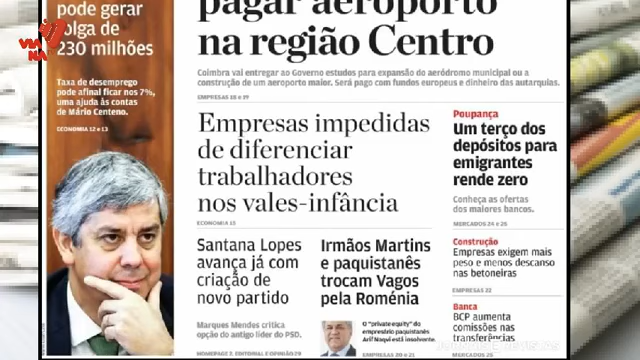 pode gerar
folga de
230 milhões
Taxa de desemprego
pode afinal ficar nos 7%,
uma ajuda às contas
de Mário Centeno.
ECONOMIA 12 e 13
pagar aeroporto
na região Centro
Coimbra vai entregar ao Governo estudos para expansão do aeródromo municipal ou a
construção de um aeroporto maior. Será pago com fundos europeus e dinheiro das autarquias.
EMPRESAS 18 e 19
Empresas impedidas
de diferenciar
trabalhadores
nos vales-infância
ECONOMIA 15
Poupança
Um terço dos
depósitos para
emigrantes
rende zero
Conheça as ofertas
dos maiores bancos.
MERCADOS 24 e 25
Santana Lopes
avança já com
criação de
novo partido
Marques Mendes critica
opção do antigo líder do PSD.
HOMEPAGE 2, EDITORIAL E OPINIÃO 29
Irmãos Martins
e paquistanês
trocam Vagos
pela Roménia
O "private equity" do
empresário paquistanês
Arif Naqvi está insolvente.
EMPRESAS 20 e 21
Construção
Empresas exigem mais
peso e menos descanso
nas betoneiras
EMPRESAS 22
Banca
BCP aumenta
comissões nas
transferências
MERCADOS 26